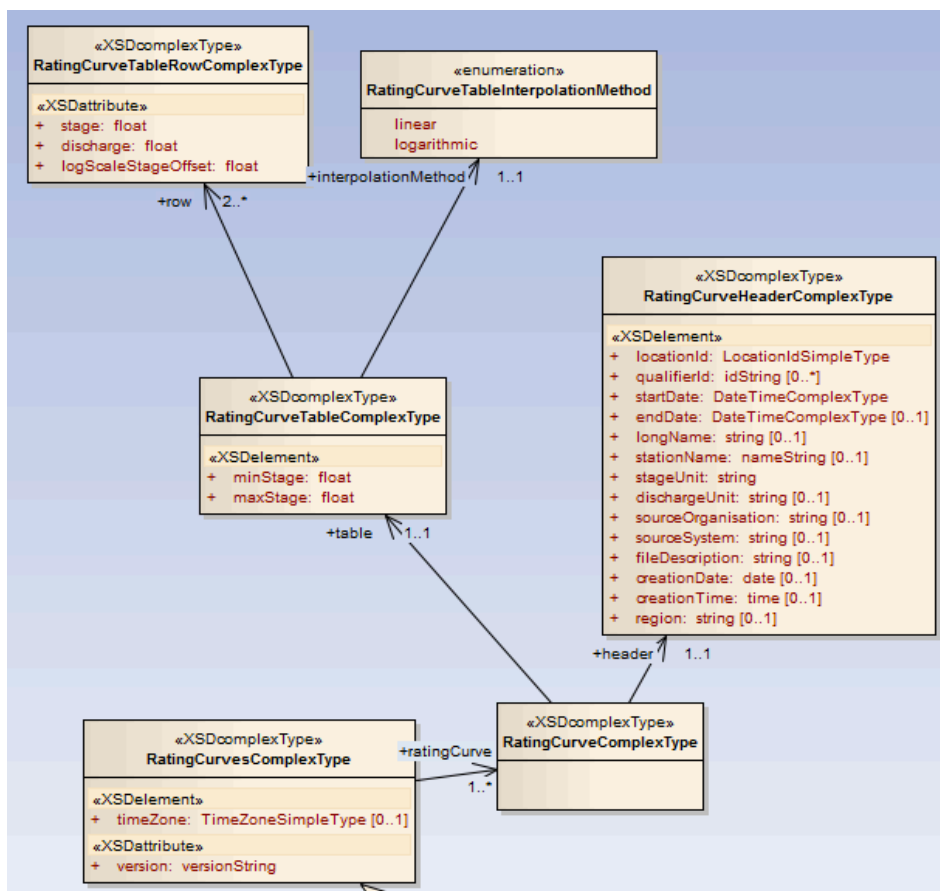 «XSDcomplexType»
RatingCurveTableRowComplexType
«XSDattribute»
+ stage: float
+ discharge: float
+ logScaleStageOffset: float
«enumeration»
RatingCurveTableInterpolationMethod
linear
logarithmic
+row
2..*
+interpolationMethod
1..1
«XSDcomplexType»
RatingCurveHeaderComplexType
«XSDelement»
+ locationId: LocationIdSimpleType
+ qualifierId: idString [0..*]
+ startDate: DateTimeComplexType
+ endDate: DateTimeComplexType [0..1]
+ longName: string [0..1]
+ stationName: nameString [0..1]
+ stageUnit: string
+ dischargeUnit: string [0..1]
+ sourceOrganisation: string [0..1]
+ sourceSystem: string [0..1]
+ fileDescription: string [0..1]
+ creationDate: date [0..1]
+ creationTime: time [0..1]
+ region: string [0..1]
«XSDcomplexType»
RatingCurveTableComplexType
«XSDelement»
+ minStage: float
+ maxStage: float
+table
1..1
+header
1..1
«XSDcomplexType»
RatingCurveComplexType
+ratingCurve
1..*
«XSDcomplexType»
RatingCurvesComplexType
«XSDelement»
+ timeZone: TimeZoneSimpleType [0..1]
«XSDattribute»
+ version: versionString